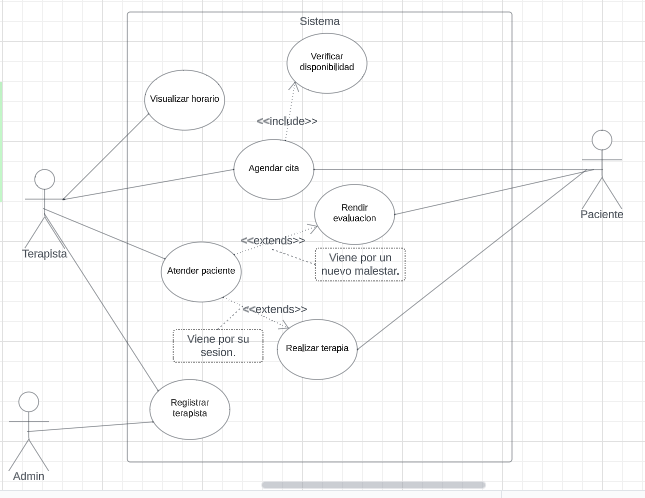 Sistema
Verificar
disponibilidad
Visualizar horario
<<include>>
Agendar cita
Rendir
evaluacion
Paciente
Terapista
<<extends>>
Atender paciente
Viene por un
nuevo malestar.
<<extends>>
Viene por su
sesion.
Realizar terapia
Registrar
terapista
Admin